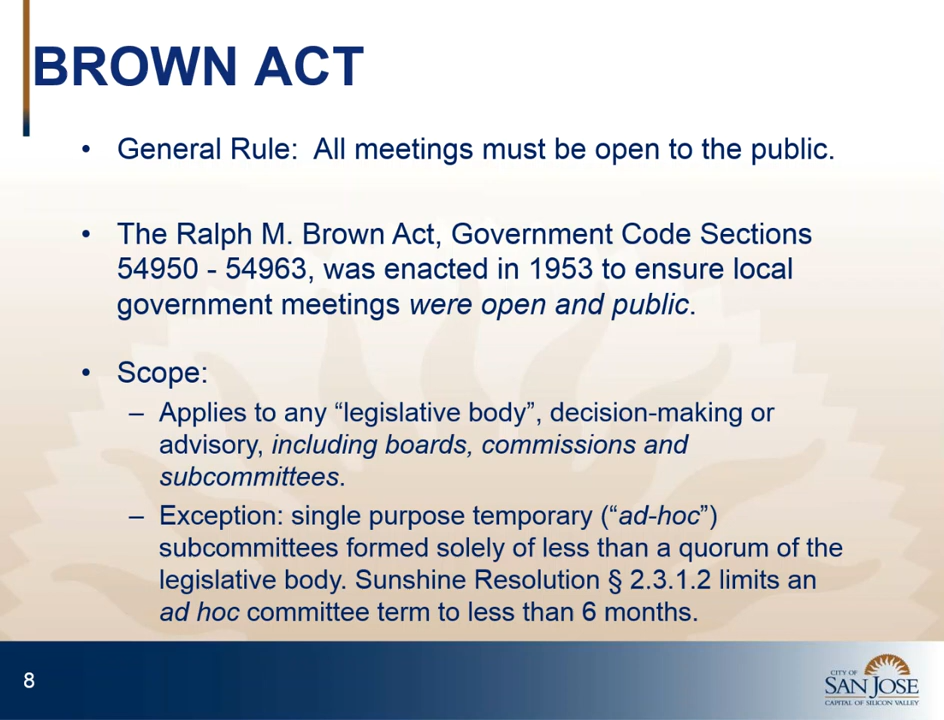 BROWN ACT
• General Rule:  All meetings must be open to the public.
• The Ralph M. Brown Act, Government Code Sections
54950 - 54963, was enacted in 1953 to ensure local
government meetings were open and public.
• Scope:
– Applies to any “legislative body”, decision-making or
advisory, including boards, commissions and
subcommittees.
– Exception: single purpose temporary (“ad-hoc”)
subcommittees formed solely of less than a quorum of the
legislative body. Sunshine Resolution § 2.3.1.2 limits an
ad hoc committee term to less than 6 months.
8
CITY OF
SAN JOSE
CAPITAL OF SILICON VALLEY